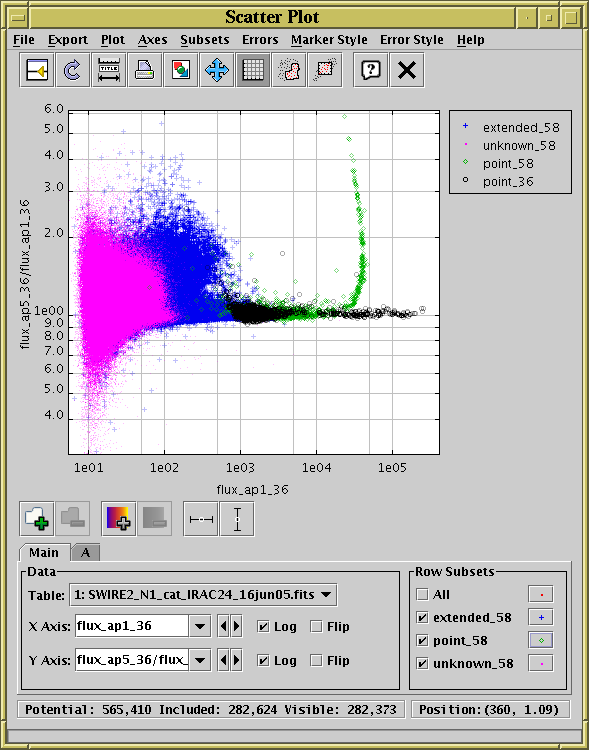 Scatter Plot
File Export Plot Axes Subsets Errors Marker Style Error Style Help
TITLE
6.0
5.0
4.0
3.0
2.0
1e00
9.0
8.0
7.0
6.0
5.0
4.0
flux_ap5_36/flux_ap1_36
1e01 1e02 1e03 1e04 1e05
flux_ap1_36
extended_58
unknown_58
point_58
point_36
Main A
Data
Table: 1: SWIRE2_N1_cat_IRAC24_16jun05.fits
X Axis: flux_ap1_36 Log Flip
Y Axis: flux_ap5_36/flux_ Log Flip
Row Subsets
All
extended_58
point_58
unknown_58
Potential: 565,410 Included: 282,624 Visible: 282,373
Position:(360, 1.09)